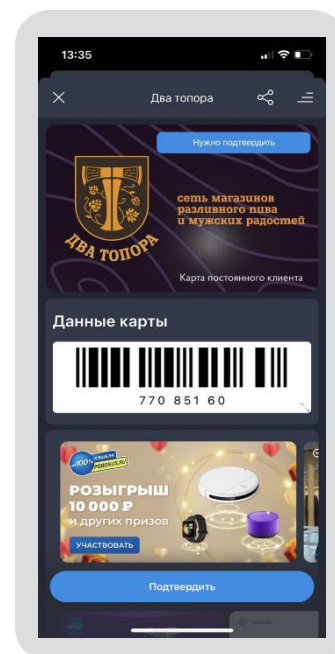 13:35
Два топора
Нужно подтвердить
сеть магазинов
разливного пива
и мужских радостей
ДВА ТОПОРА
Карта постоянного клиента
Данные карты
770 851 60
100%
РОЗЫГРЫШ
10 000 ₽
и других призов
УЧАСТВОВАТЬ
Подтвердить